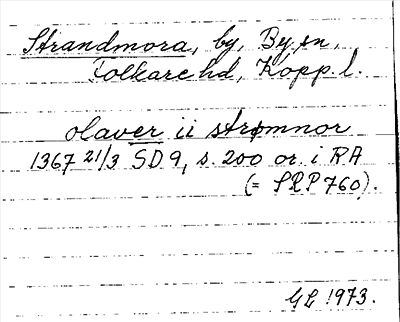 Strandmora, by, By sn,
Folkare hd, Kopp. l.
olaver ii strømnor
1367 21/3 SD 9, s. 200 or. i RA
(= SRP 760).
GL 1973.